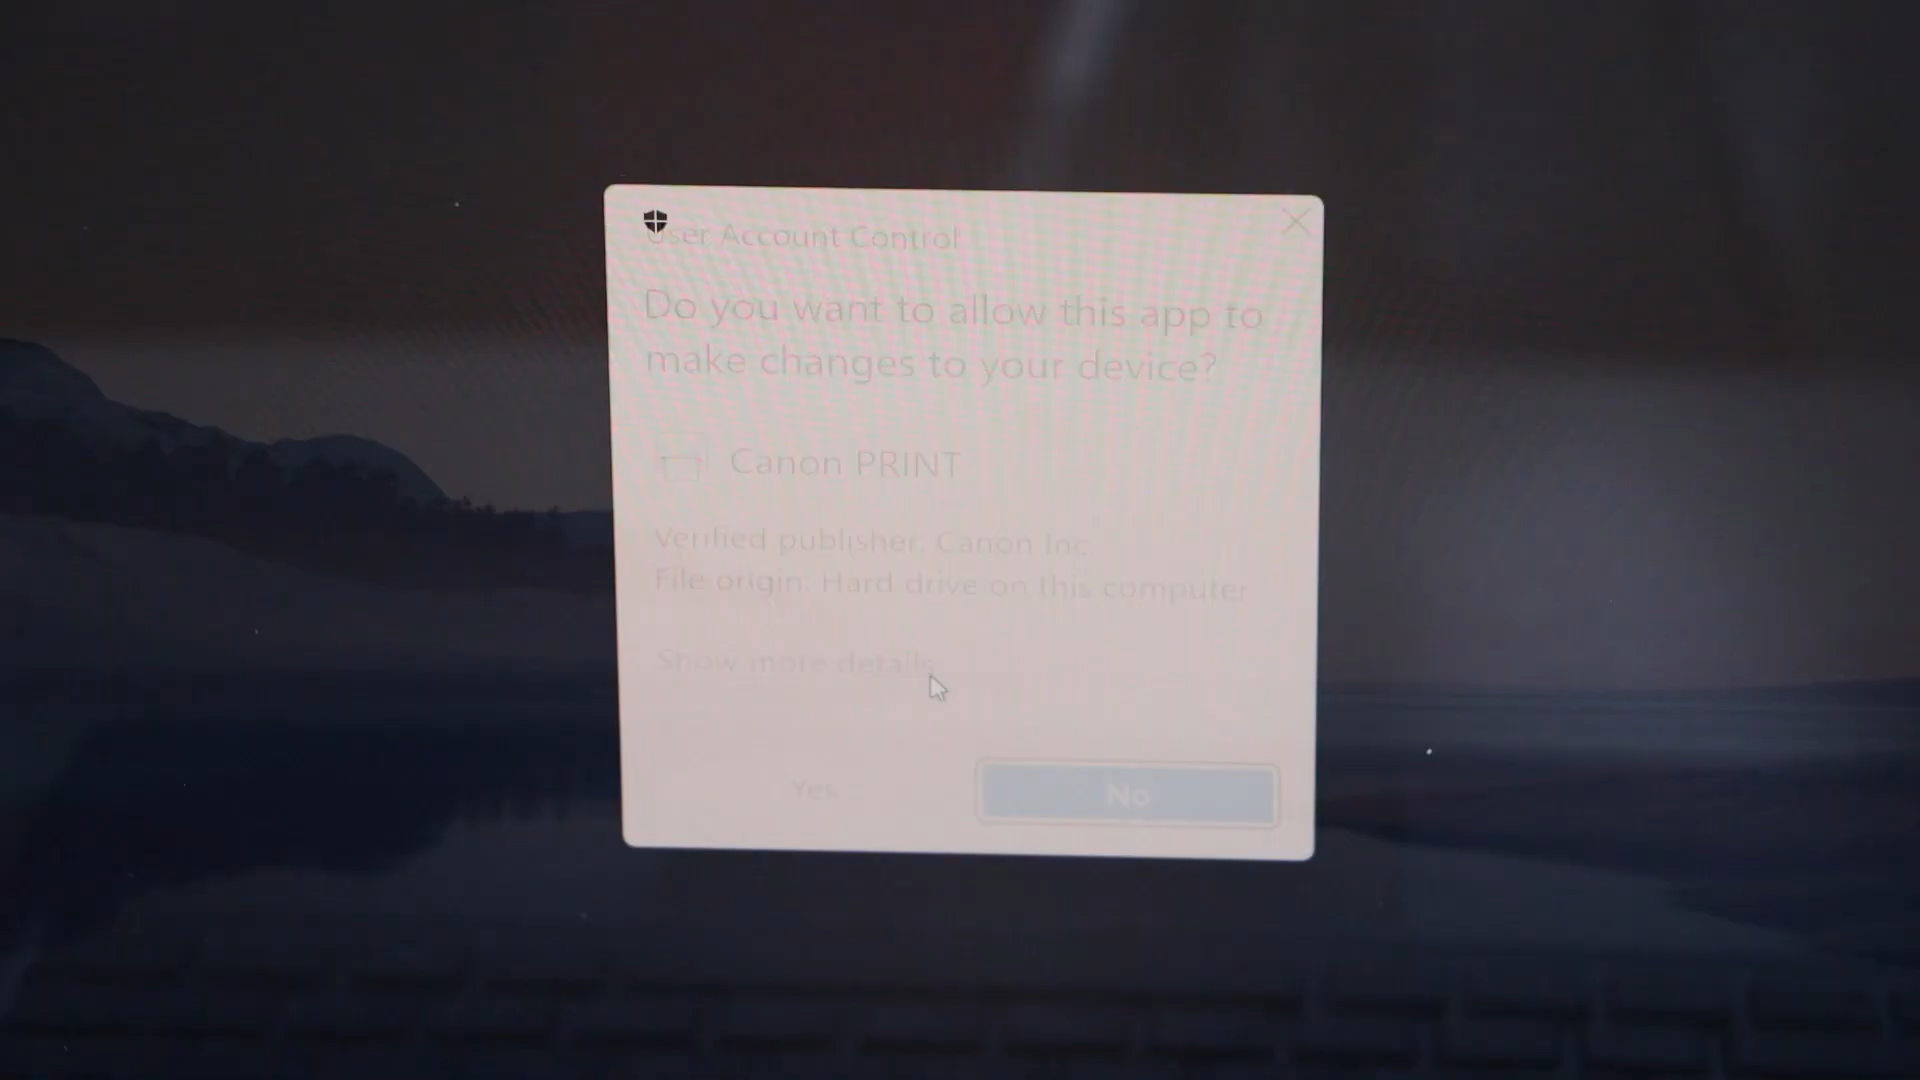 User Account Control
Do you want to allow this app to
make changes to your device?
Canon PRINT
Verified publisher: Canon Inc.
File origin: Hard drive on this computer
Show more details
Yes
No